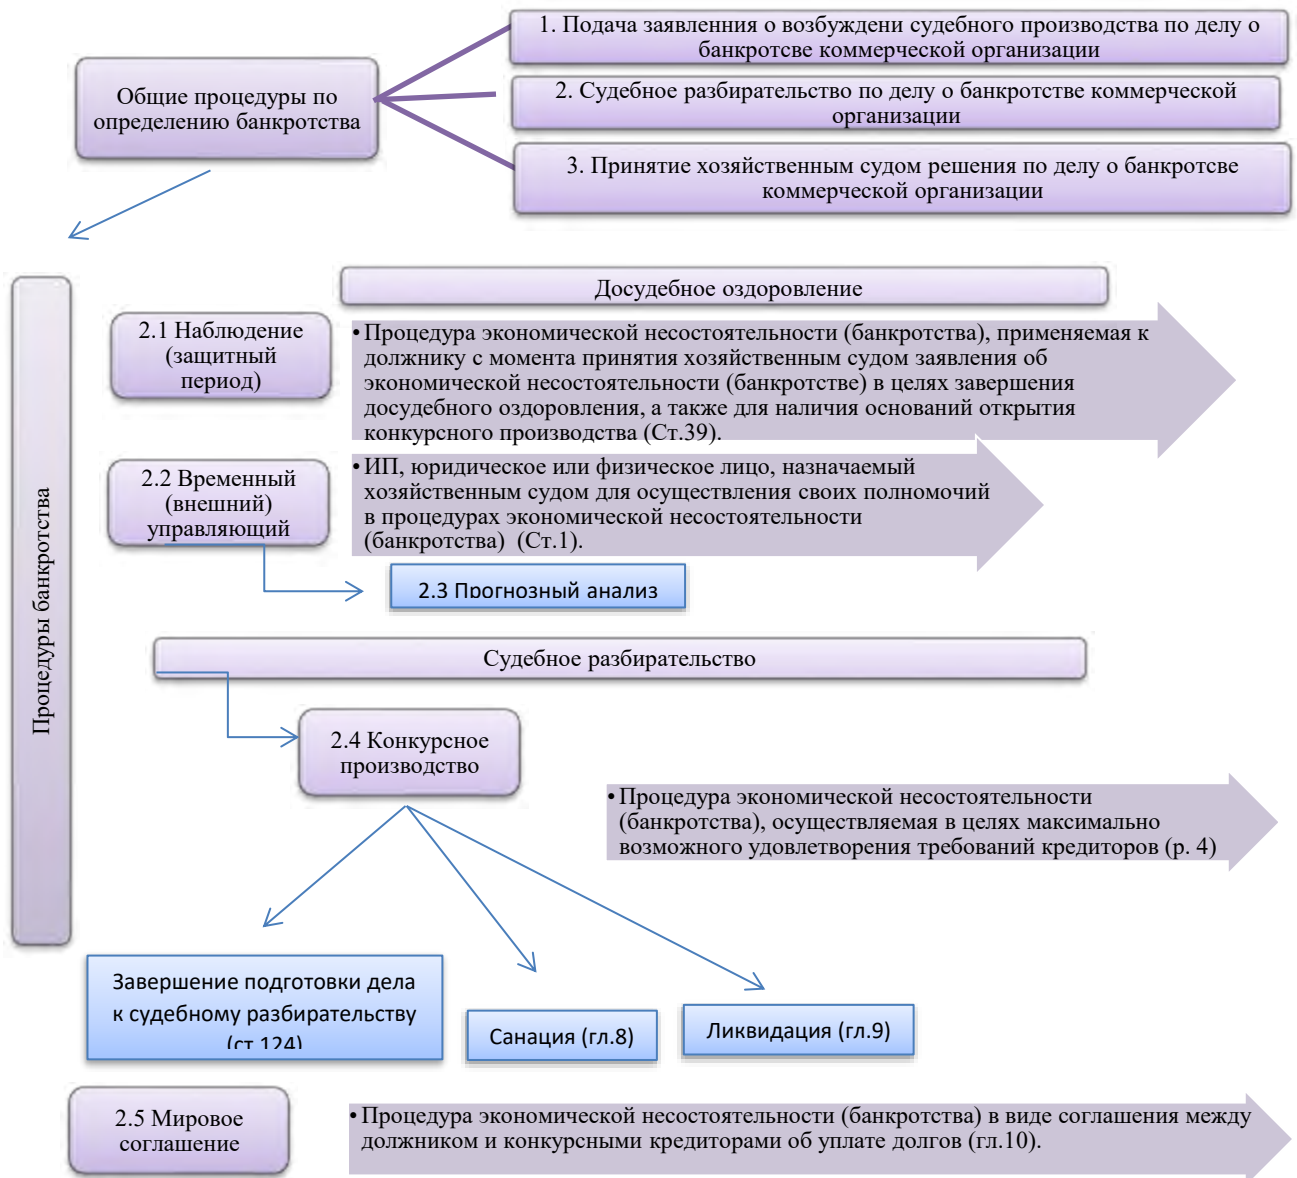 1. Подача заявленния о возбуждени судебного производства по делу о
банкротсве коммерческой организации
Общие процедуры по
определению банкротства
2. Судебное разбирательство по делу о банкротстве коммерческой
организации
3. Принятие хозяйственным судом решения по делу о банкротсве
коммерческой организации
Процедуры банкротства
Досудебное оздоровление
2.1 Наблюдение
(защитный
период)
• Процедура экономической несостоятельности (банкротства), применяемая к
должнику с момента принятия хозяйственным судом заявления об
экономической несостоятельности (банкротстве) в целях завершения
досудебного оздоровления, а также для наличия оснований открытия
конкурсного производства (Ст.39).
2.2 Временный
(внешний)
управляющий
• ИП, юридическое или физическое лицо, назначаемый
хозяйственным судом для осуществления своих полномочий
в процедурах экономической несостоятельности
(банкротства) (Ст.1).
2.3 Прогнозный анализ
Судебное разбирательство
2.4 Конкурсное
производство
• Процедура экономической несостоятельности
(банкротства), осуществляемая в целях максимально
возможного удовлетворения требований кредиторов (р. 4)
Завершение подготовки дела
к судебному разбирательству
(ст.124)
Санация (гл.8)
Ликвидация (гл.9)
2.5 Мировое
соглашение
• Процедура экономической несостоятельности (банкротства) в виде соглашения между
должником и конкурсными кредиторами об уплате долгов (гл.10).